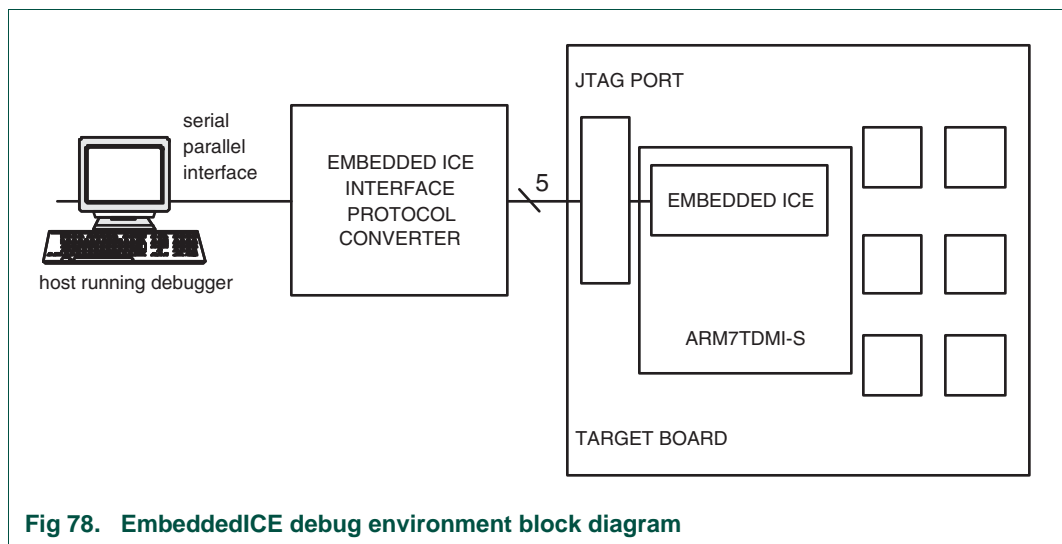 serial
parallel
interface
host running debugger
EMBEDDED ICE
INTERFACE
PROTOCOL
CONVERTER
5
JTAG PORT
EMBEDDED ICE
ARM7TDMI-S
TARGET BOARD
Fig 78. EmbeddedICE debug environment block diagram